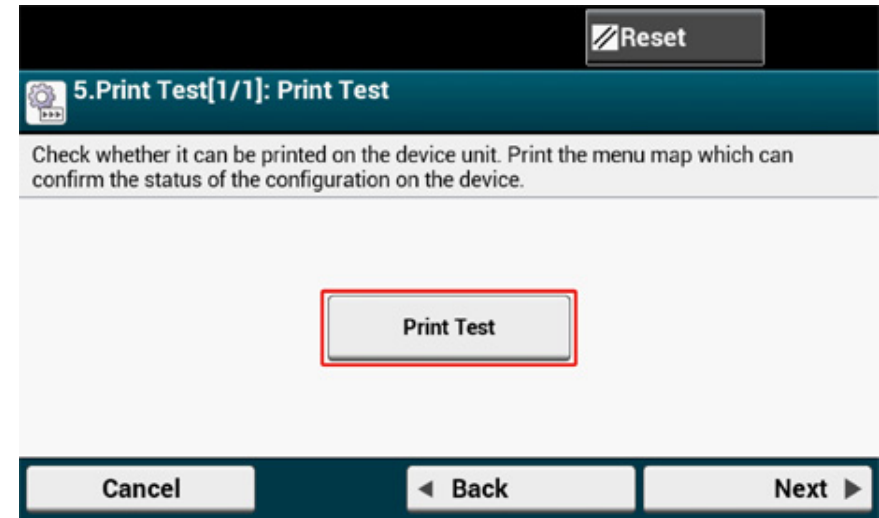 Reset
5.Print Test[1/1]: Print Test
Check whether it can be printed on the device unit. Print the menu map which can
confirm the status of the configuration on the device.
Print Test
Cancel
Back
Next